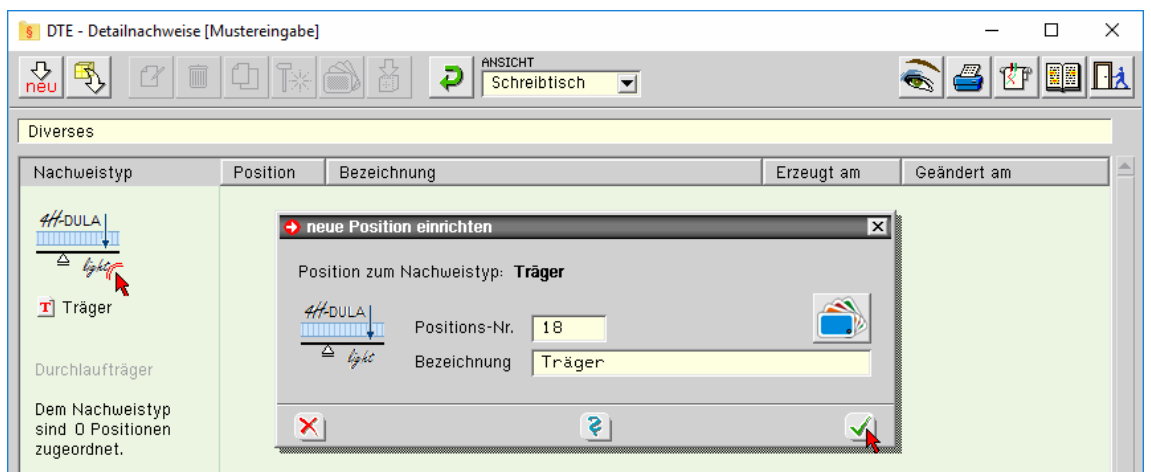 DTE - Detailnachweise [Mustereingabe]
neu
ANSICHT
Schreibtisch
Diverses
Nachweistyp Position Bezeichnung Erzeugt am Geändert am
4H-DULA
light
T Träger
Durchlaufträger
Dem Nachweistyp
sind 0 Positionen
zugeordnet.
neue Position einrichten
Position zum Nachweistyp: Träger
4H-DULA
light
Positions-Nr. 18
Bezeichnung Träger